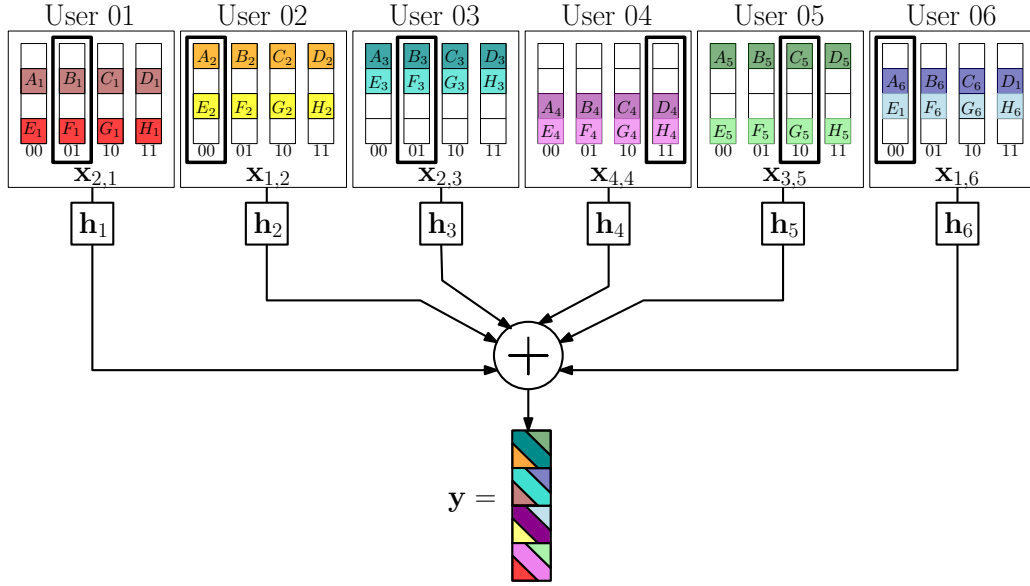 User 01 User 02 User 03 User 04 User 05 User 06
A₂ B₂ C₂ D₂ A₃ B₃ C₃ D₃ A₅ B₅ C₅ D₅
A₁ B₁ C₁ D₁ E₃ F₃ G₃ H₃ A₆ B₆ C₆ D₁
E₂ F₂ G₂ H₂ A₄ B₄ C₄ D₄ E₁ F₆ G₆ H₆
E₁ F₁ G₁ H₁ E₄ F₄ G₄ H₄ E₅ F₅ G₅ H₅
00 01 10 11 00 01 10 11 00 01 10 11 00 01 10 11 00 01 10 11 00 01 10 11
x₂,₁ x₁,₂ x₂,₃ x₄,₄ x₃,₅ x₁,₆
h₁ h₂ h₃ h₄ h₅ h₆
+
y =